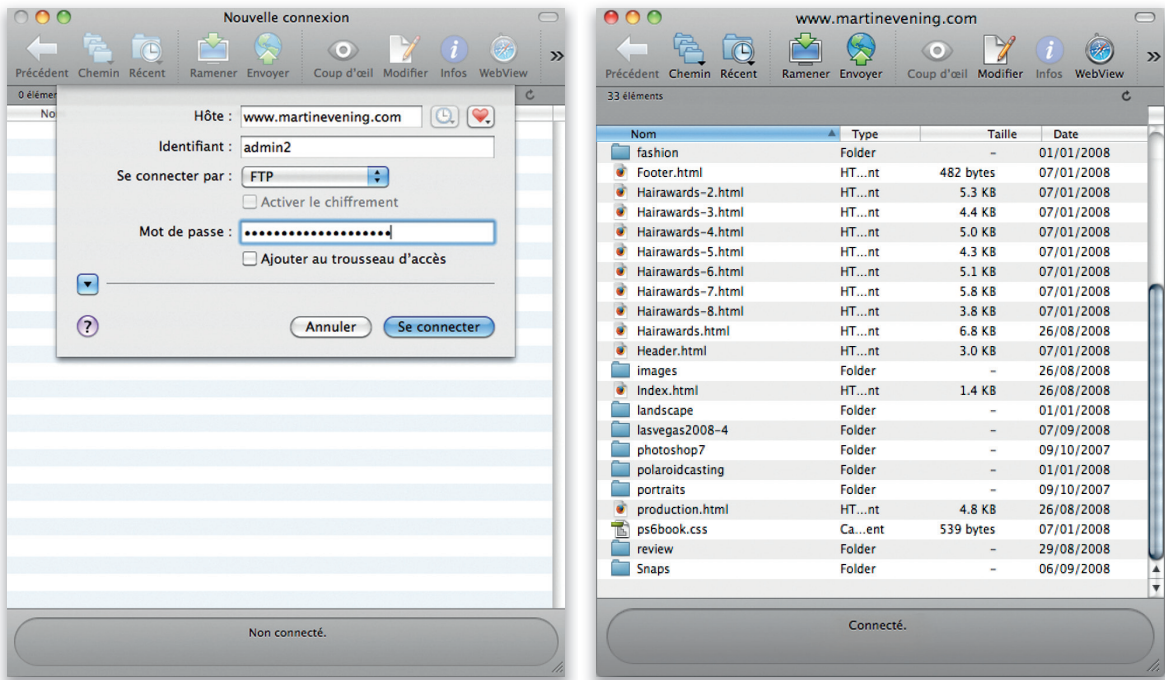 Nouvelle connexion
Précédent Chemin Récent Ramener Envoyer Coup d'œil Modifier Infos WebView »
0 élémen
No
Hôte : www.martinevening.com
Identifiant : admin2
Se connecter par : FTP
Activer le chiffrement
Mot de passe : ••••••••••••••••••••
Ajouter au trousseau d'accès
? Annuler Se connecter
Non connecté.
www.martinevening.com
Précédent Chemin Récent Ramener Envoyer Coup d'œil Modifier Infos WebView »
33 éléments
Nom Type Taille Date
fashion Folder – 01/01/2008
Footer.html HT...nt 482 bytes 07/01/2008
Hairawards-2.html HT...nt 5.3 KB 07/01/2008
Hairawards-3.html HT...nt 4.4 KB 07/01/2008
Hairawards-4.html HT...nt 5.0 KB 07/01/2008
Hairawards-5.html HT...nt 4.3 KB 07/01/2008
Hairawards-6.html HT...nt 5.1 KB 07/01/2008
Hairawards-7.html HT...nt 5.8 KB 07/01/2008
Hairawards-8.html HT...nt 3.8 KB 07/01/2008
Hairawards.html HT...nt 6.8 KB 26/08/2008
Header.html HT...nt 3.0 KB 07/01/2008
images Folder – 26/08/2008
Index.html HT...nt 1.4 KB 26/08/2008
landscape Folder – 01/01/2008
lasvegas2008-4 Folder – 07/09/2008
photoshop7 Folder – 09/10/2007
polaroidcasting Folder – 01/01/2008
portraits Folder – 09/10/2007
production.html HT...nt 4.8 KB 26/08/2008
ps6book.css Ca...ent 539 bytes 07/01/2008
review Folder – 29/08/2008
Snaps Folder – 06/09/2008
Connecté.